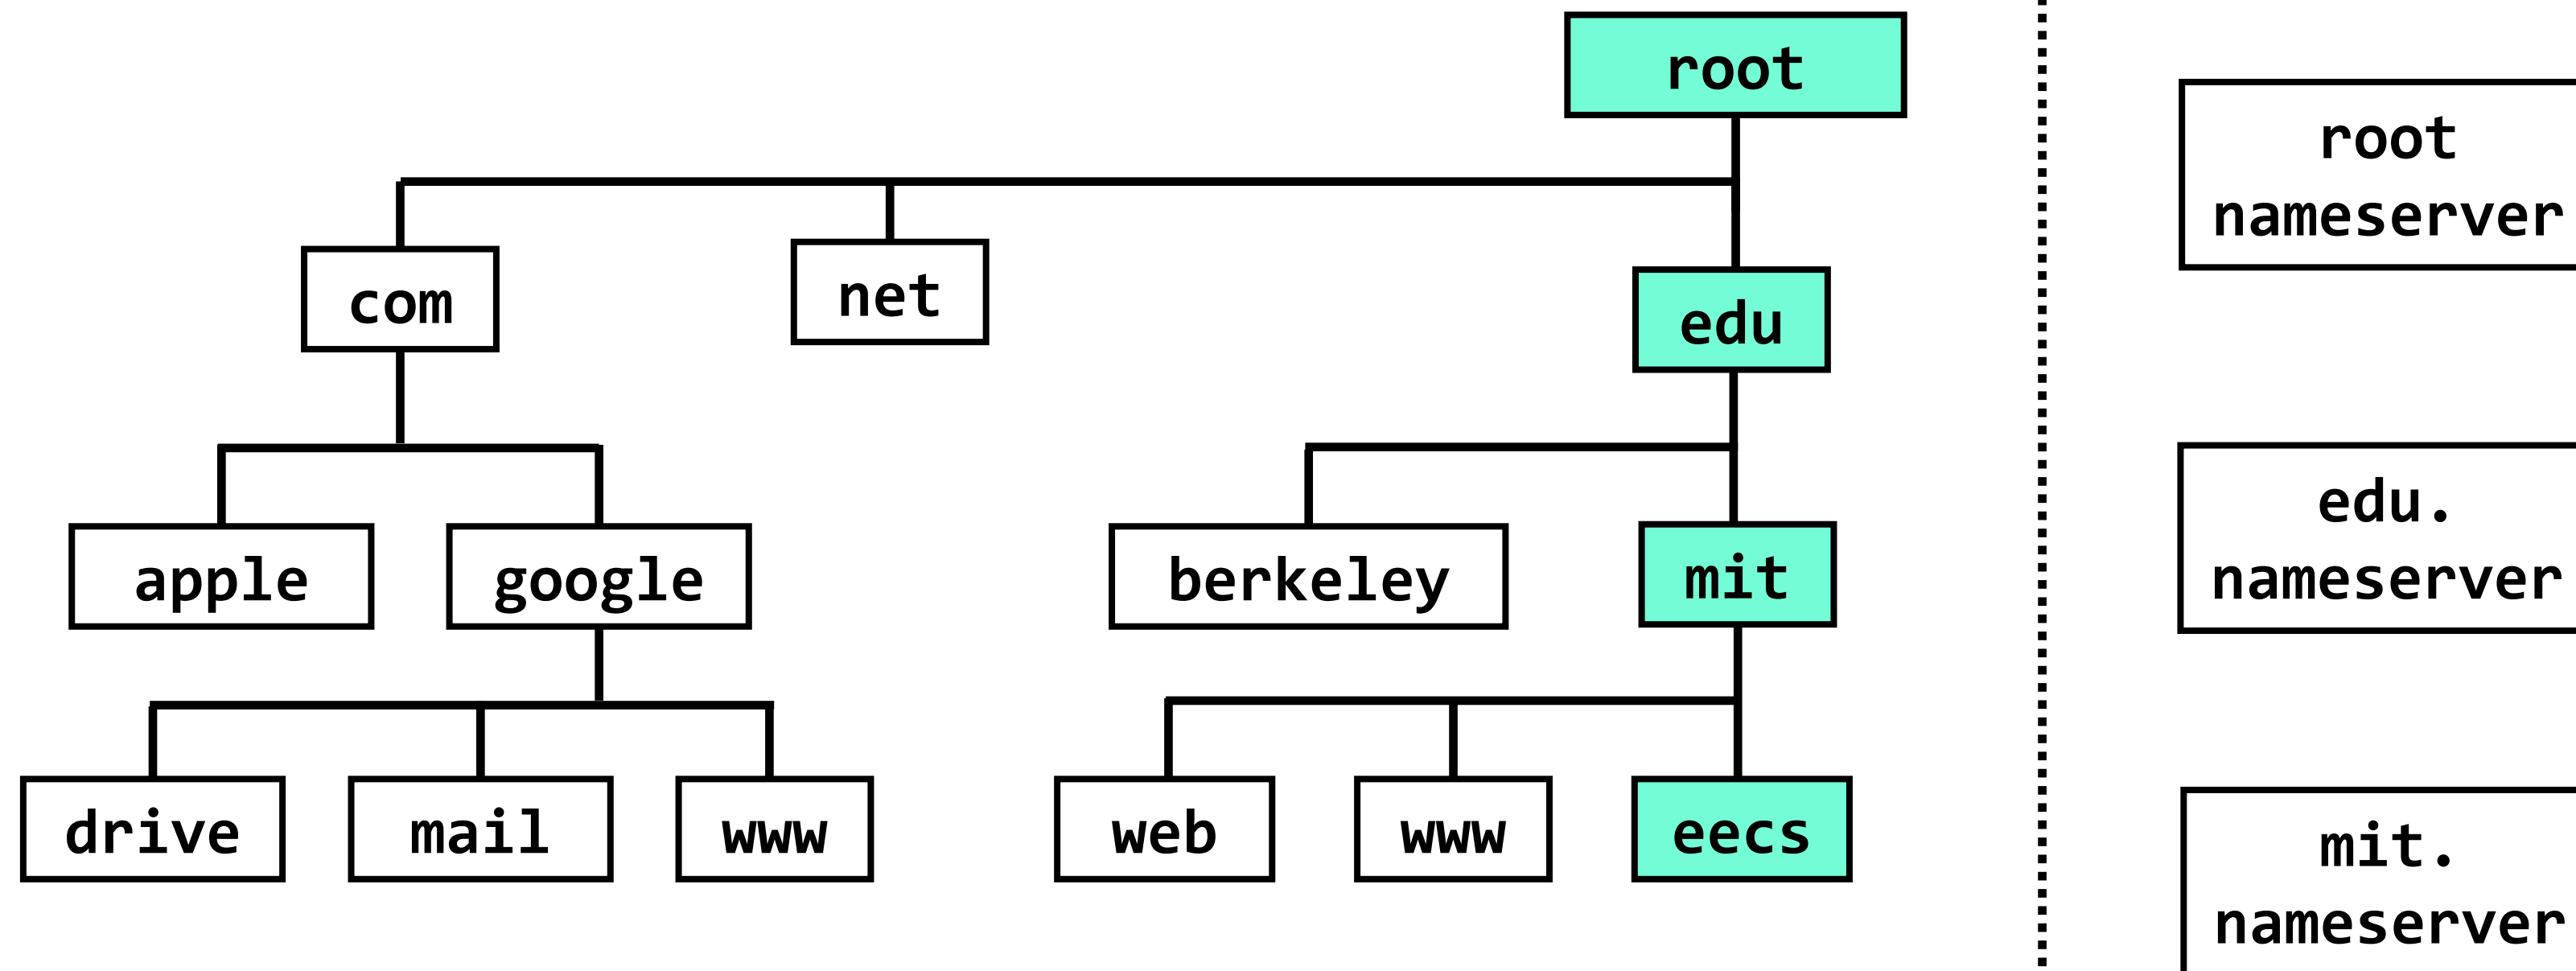 root
com
net
edu
apple
google
berkeley
mit
drive
mail
www
web
www
eecs
root
nameserver
edu.
nameserver
mit.
nameserver